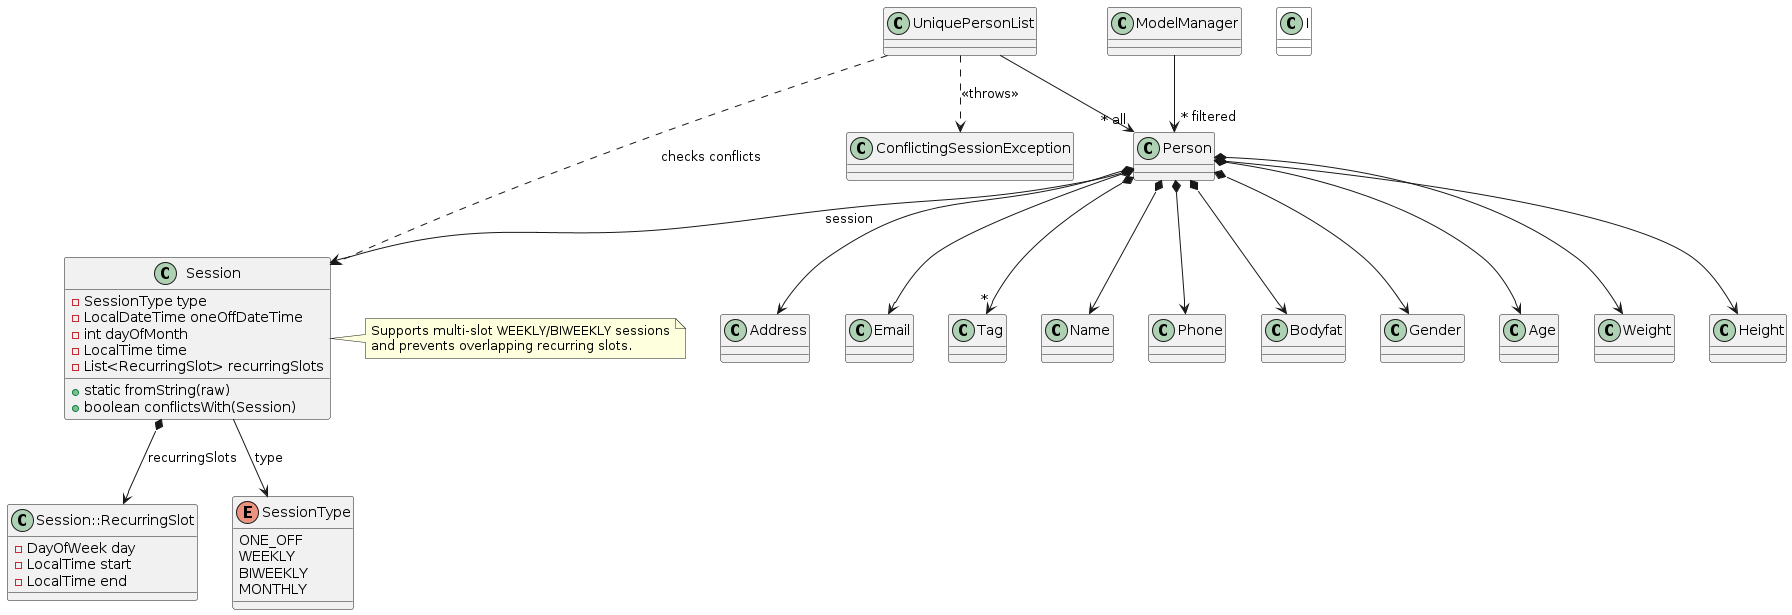 C UniquePersonList
C ModelManager
C I
«throws»
* all
* filtered
C ConflictingSessionException
C Person
checks conflicts
session
C Session
SessionType type
LocalDateTime oneOffDateTime
int dayOfMonth
LocalTime time
List<RecurringSlot> recurringSlots
static fromString(raw)
boolean conflictsWith(Session)
Supports multi-slot WEEKLY/BIWEEKLY sessions
and prevents overlapping recurring slots.
*
C Address
C Email
C Tag
C Name
C Phone
C Bodyfat
C Gender
C Age
C Weight
C Height
recurringSlots
type
C Session::RecurringSlot
DayOfWeek day
LocalTime start
LocalTime end
E SessionType
ONE_OFF
WEEKLY
BIWEEKLY
MONTHLY